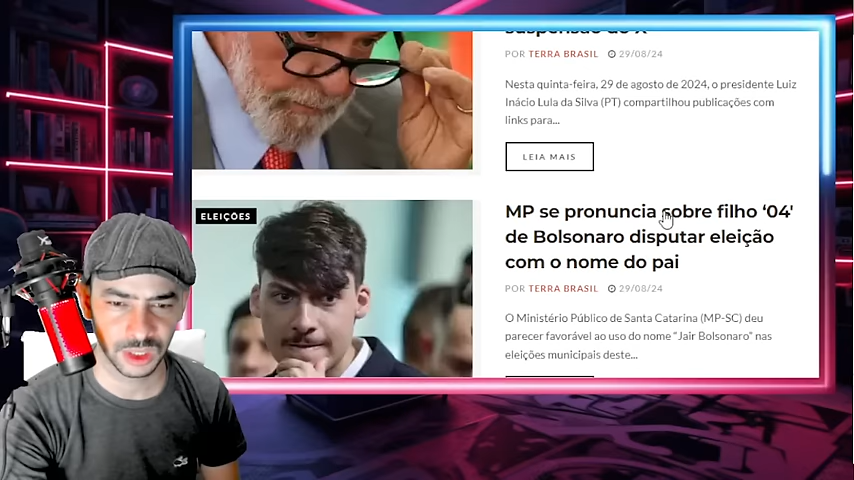 suspensão do X
POR TERRA BRASIL 29/08/24
Nesta quinta-feira, 29 de agosto de 2024, o presidente Luiz
Inácio Lula da Silva (PT) compartilhou publicações com
links para...
LEIA MAIS
ELEIÇÕES
MP se pronuncia sobre filho ‘04’
de Bolsonaro disputar eleição
com o nome do pai
POR TERRA BRASIL 29/08/24
O Ministério Público de Santa Catarina (MP-SC) deu
parecer favorável ao uso do nome “Jair Bolsonaro” nas
eleições municipais deste...